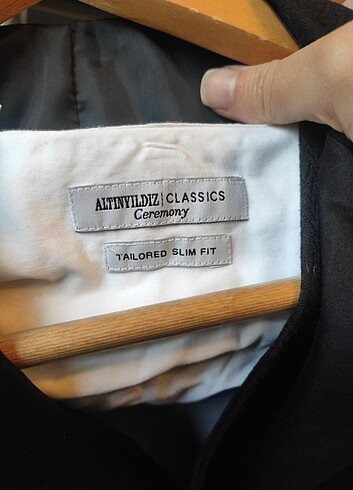 ALTINYILDIZ | CLASSICS
Ceremony
TAILORED SLIM FIT